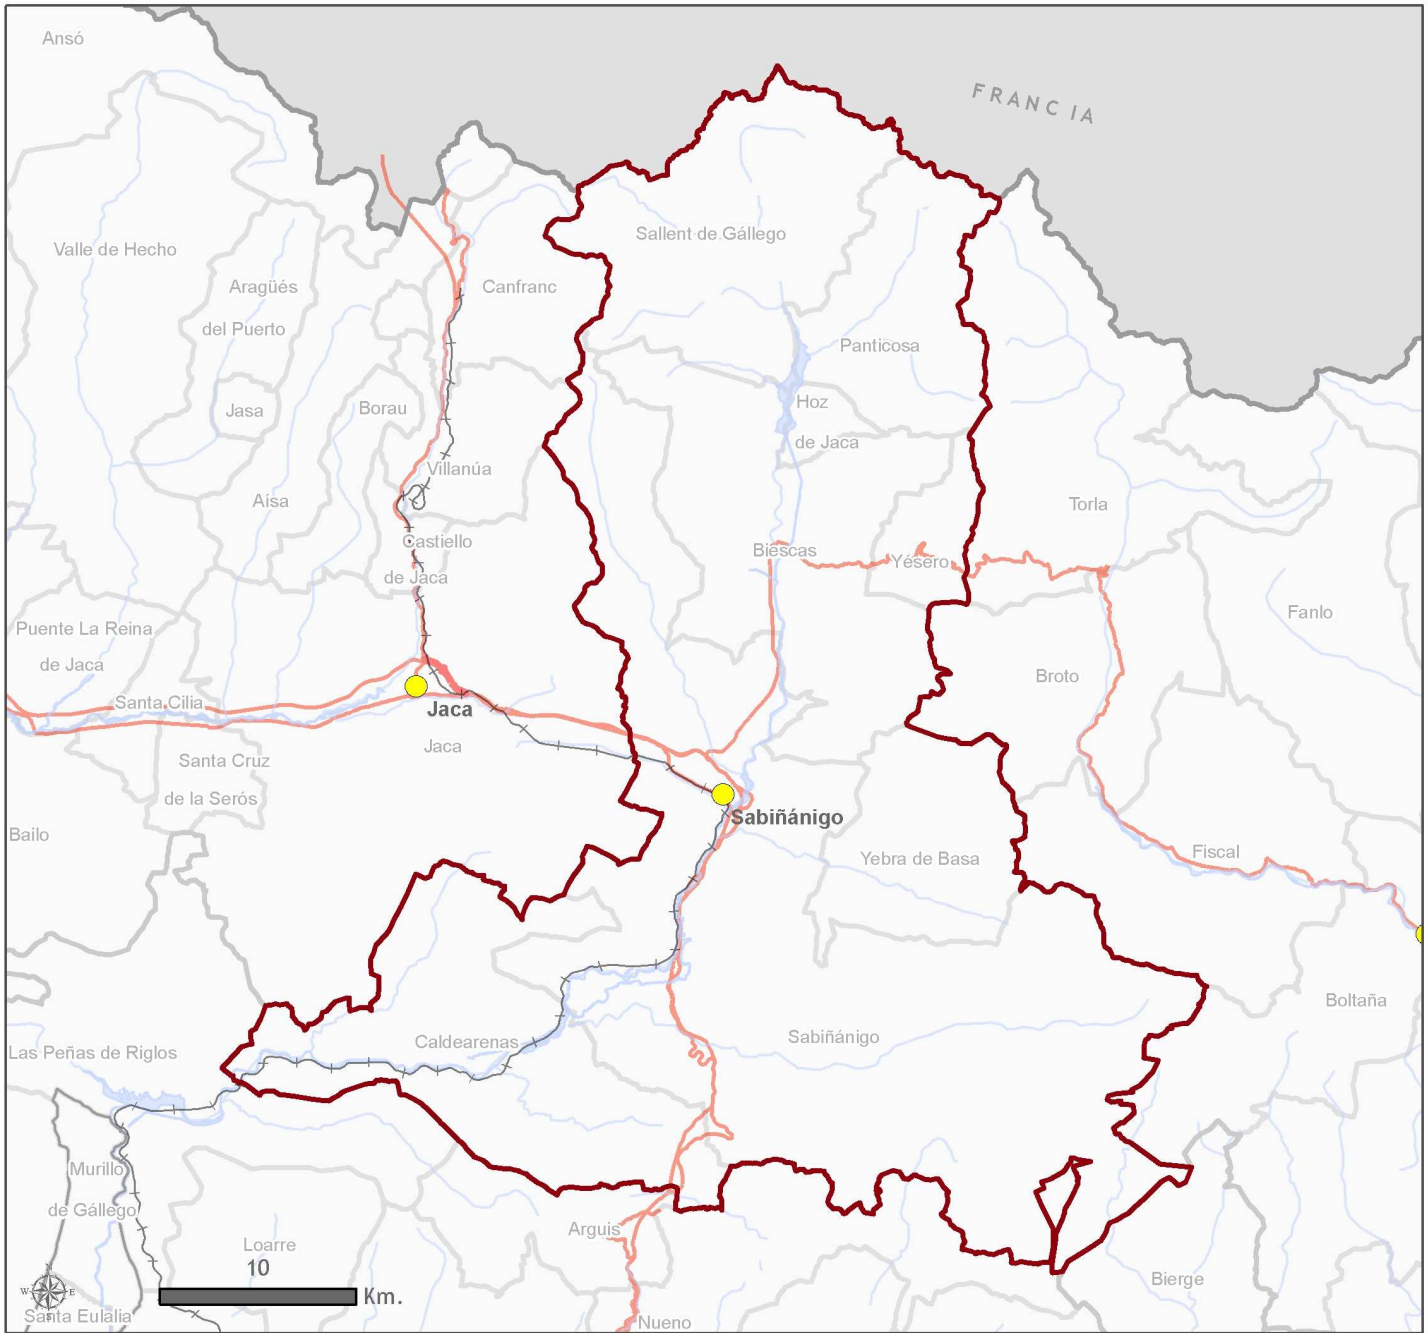 Ansó
FRANCIA
Valle de Hecho
Sallent de Gállego
Aragüés
del Puerto
Canfranc
Panticosa
Jasa
Borau
Hoz
de Jaca
Villanúa
Aísa
Torla
Castiello
de Jaca
Biescas
Yésero
Fanlo
Puente La Reina
de Jaca
Broto
Santa Cilia
Jaca
Jaca
Santa Cruz
de la Serós
Sabiñánigo
Bailo
Yebra de Basa
Fiscal
Boltaña
Caldearenas
Sabiñánigo
Las Peñas de Riglos
Murillo
de Gállego
Arguis
Loarre
10
Km.
Bierge
W
E
S
Santa Eulalia
Nueno